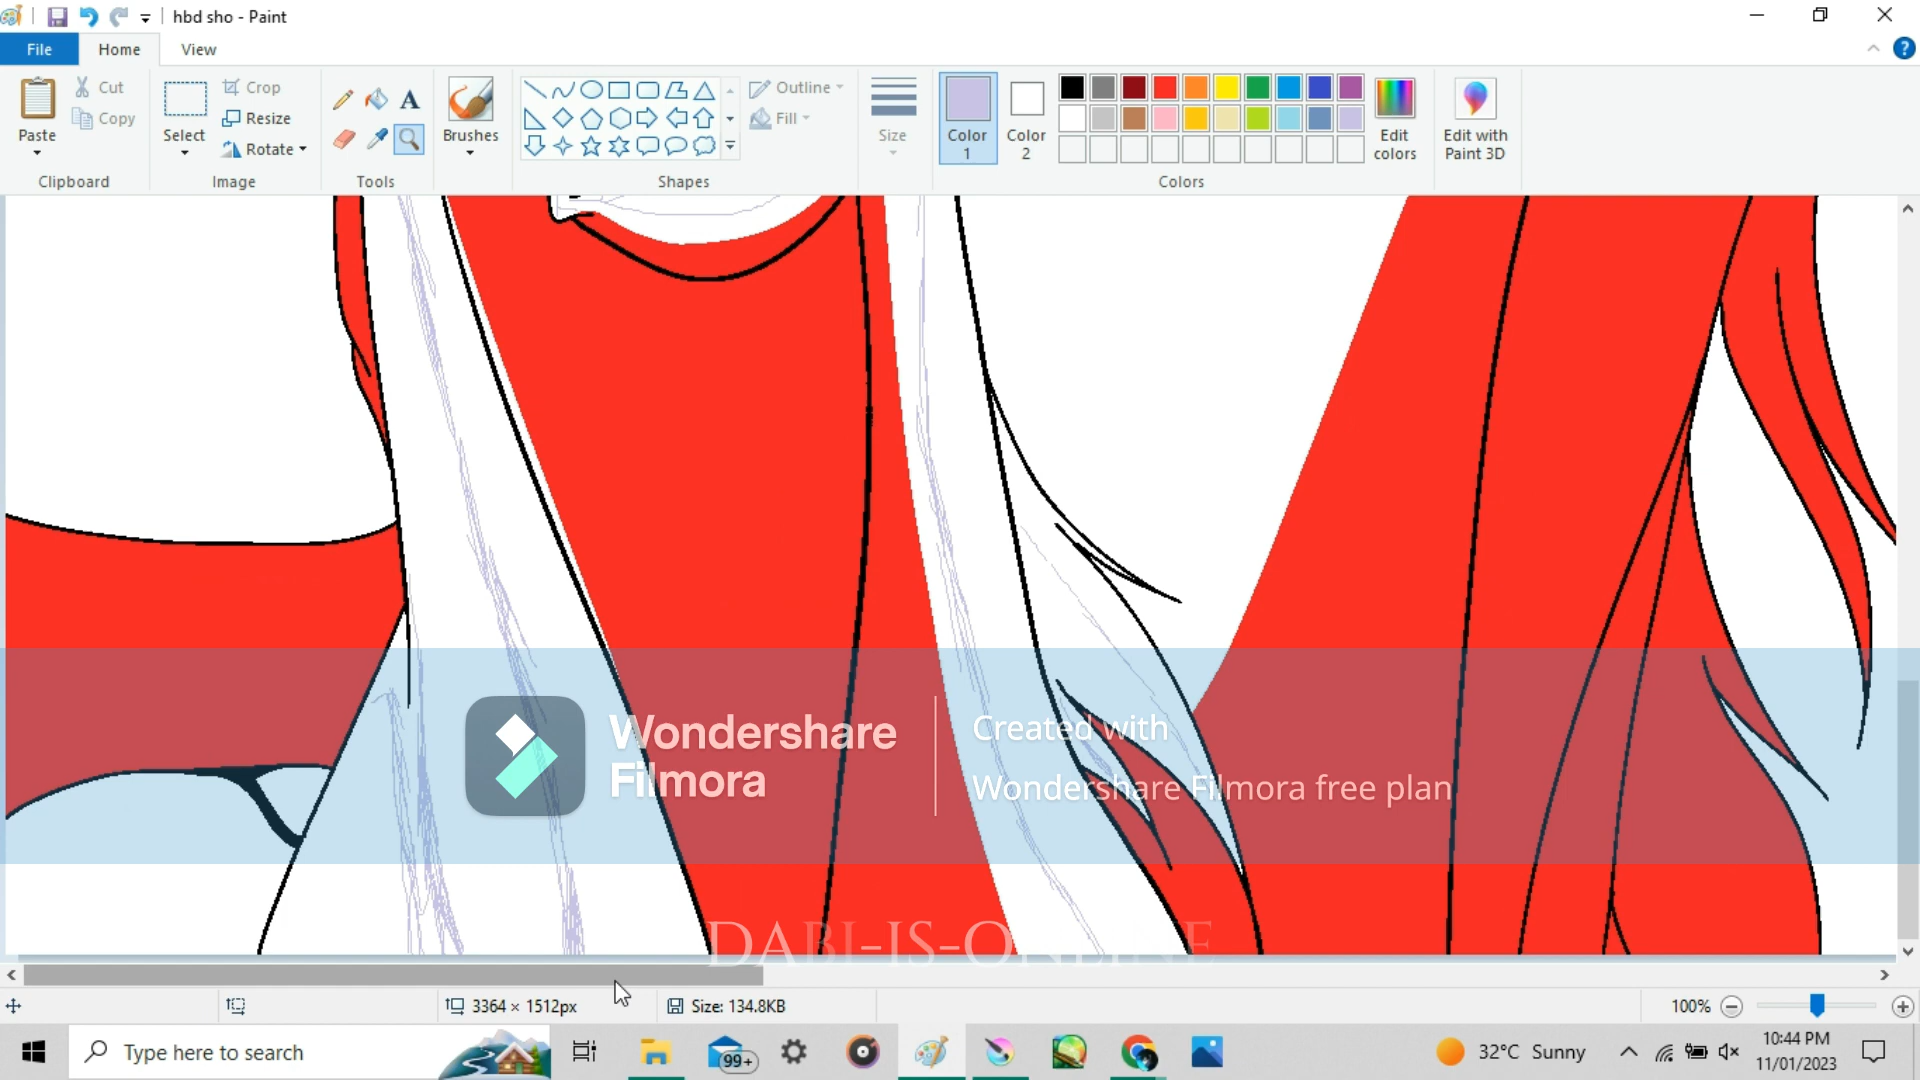 hbd sho - Paint
File Home View
Paste Cut Copy Clipboard
Select Crop Resize Rotate Image
Tools
Brushes
Outline Fill Shapes
Size
Color 1 Color 2 Edit colors Colors
Edit with Paint 3D
Wondershare Filmora
Created with
Wondershare Filmora free plan
DABI-IS-ONLINE
3364 × 1512px Size: 134.8KB 100%
Type here to search 99+ 32°C Sunny 10:44 PM
11/01/2023